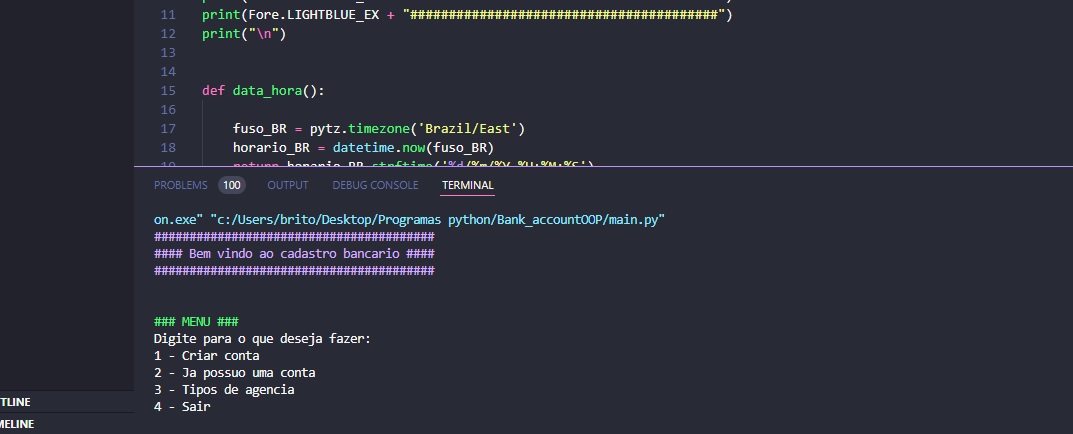 11 print(Fore.LIGHTBLUE_EX + "########################################")
12 print("\n")
13
14
15 def data_hora():
16
17 fuso_BR = pytz.timezone('Brazil/East')
18 horario_BR = datetime.now(fuso_BR)
19 return horario_BR.strftime('%d/%m/%Y %H:%M:%S')
PROBLEMS 100 OUTPUT DEBUG CONSOLE TERMINAL
on.exe" "c:/Users/brito/Desktop/Programas python/Bank_accountOOP/main.py"
########################################
#### Bem vindo ao cadastro bancario ####
########################################
### MENU ###
Digite para o que deseja fazer:
1 - Criar conta
2 - Ja possuo uma conta
3 - Tipos de agencia
4 - Sair
TLINE
MELINE